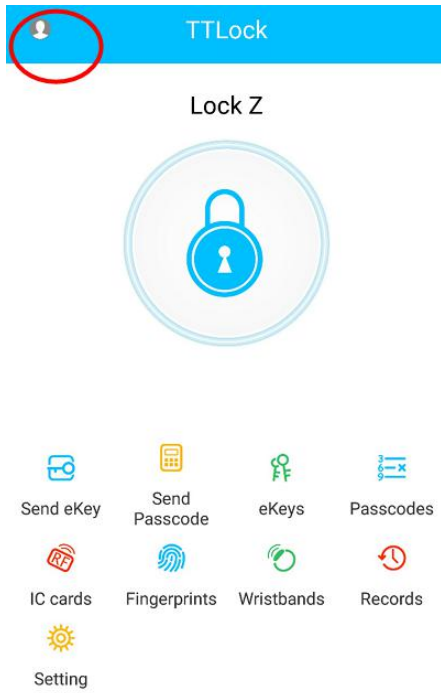 TTLock
Lock Z
Send eKey
Send
Passcode
eKeys
Passcodes
IC cards
Fingerprints
Wristbands
Records
Setting